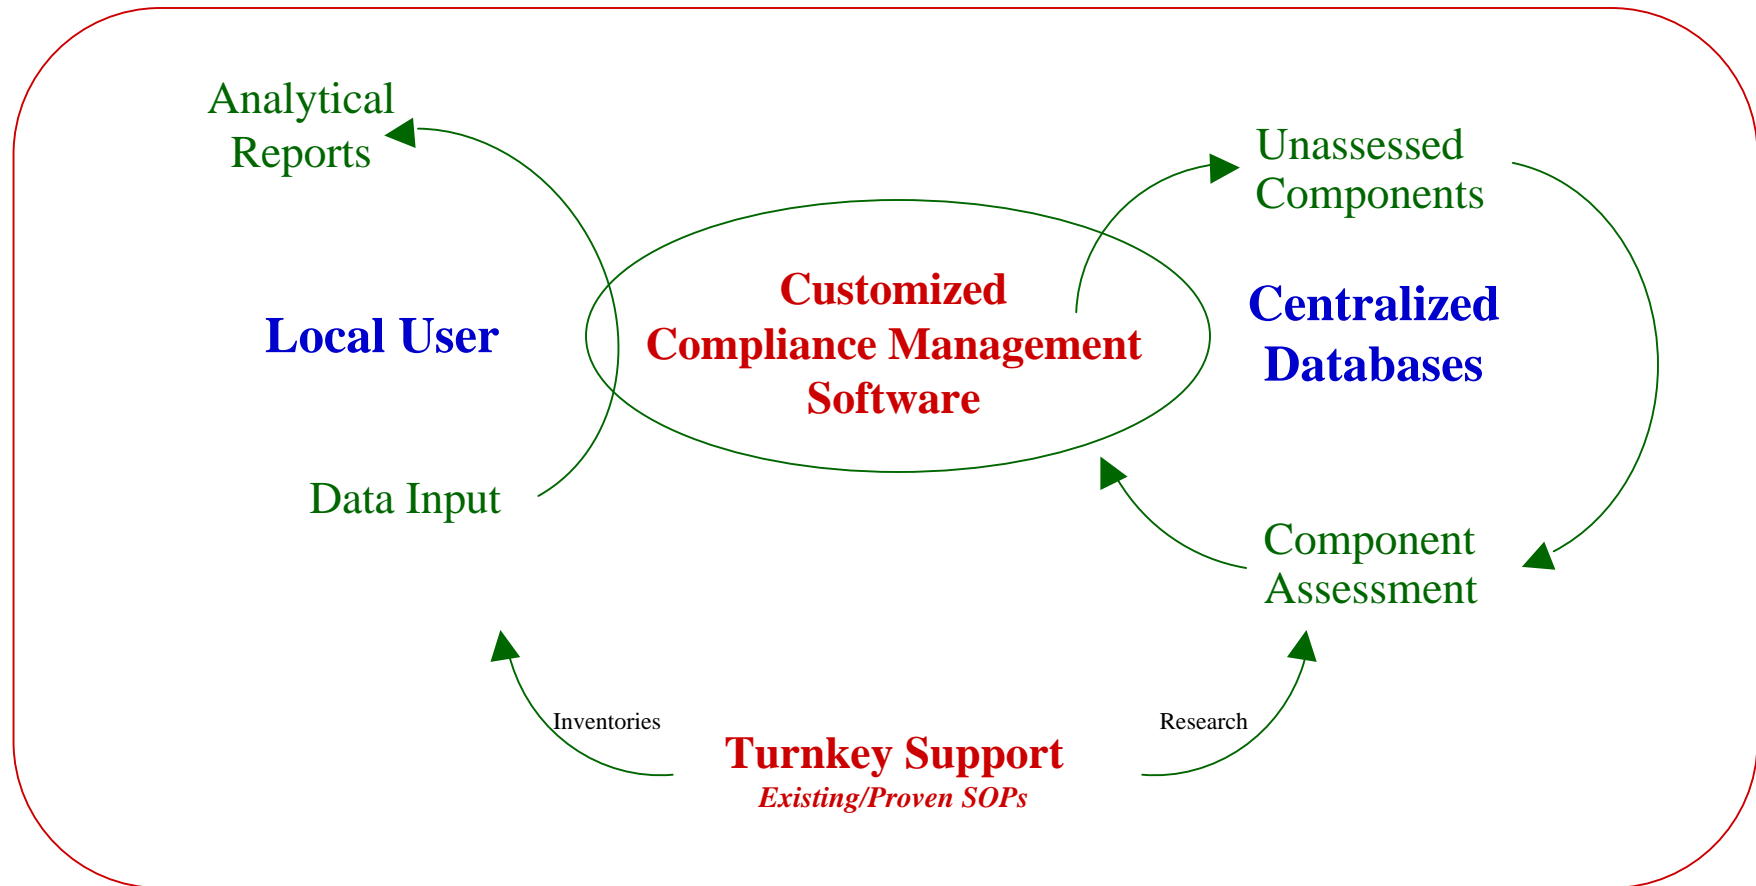 Analytical
Reports
Unassessed
Components
Customized
Compliance Management
Software
Local User
Centralized
Databases
Data Input
Component
Assessment
Inventories
Research
Turnkey Support
Existing/Proven SOPs